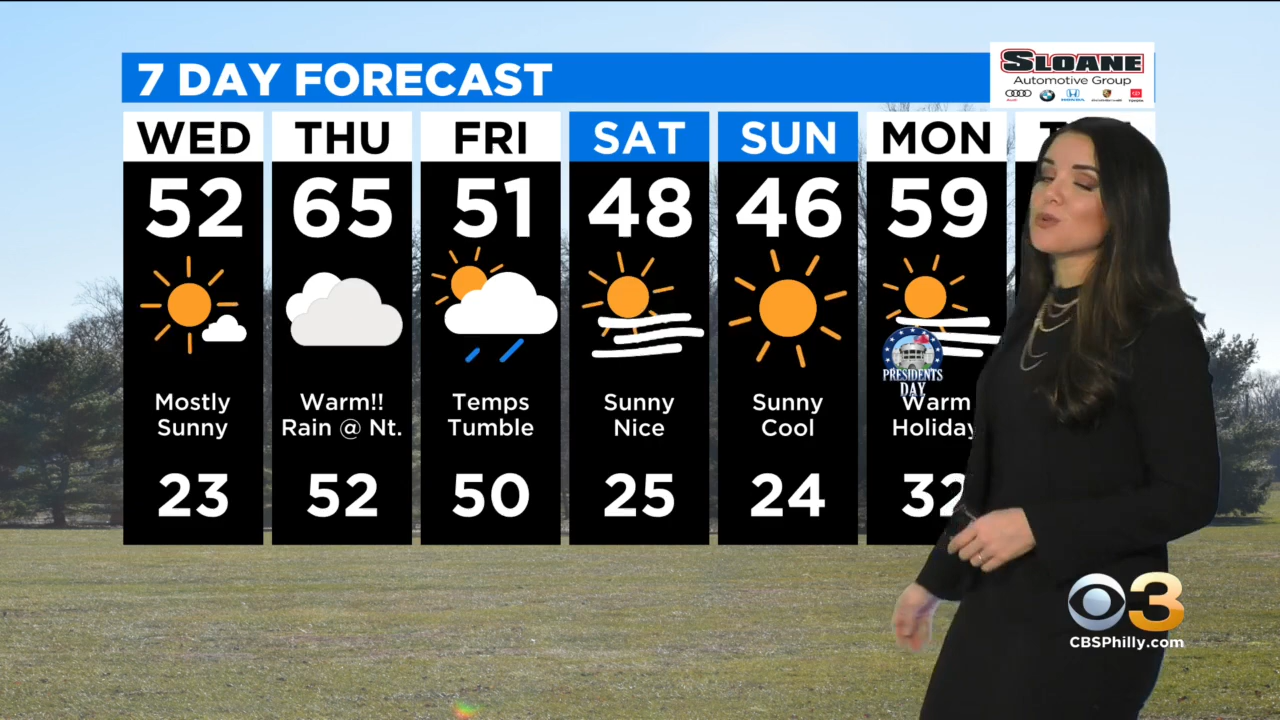 7 DAY FORECAST
SLOANE
Automotive Group
WED THU FRI SAT SUN MON
52 65 51 48 46 59
PRESIDENTS
DAY
Mostly
Sunny
Warm!!
Rain @ Nt.
Temps
Tumble
Sunny
Nice
Sunny
Cool
Warm
Holiday
23 52 50 25 24 32
3
CBSPhilly.com